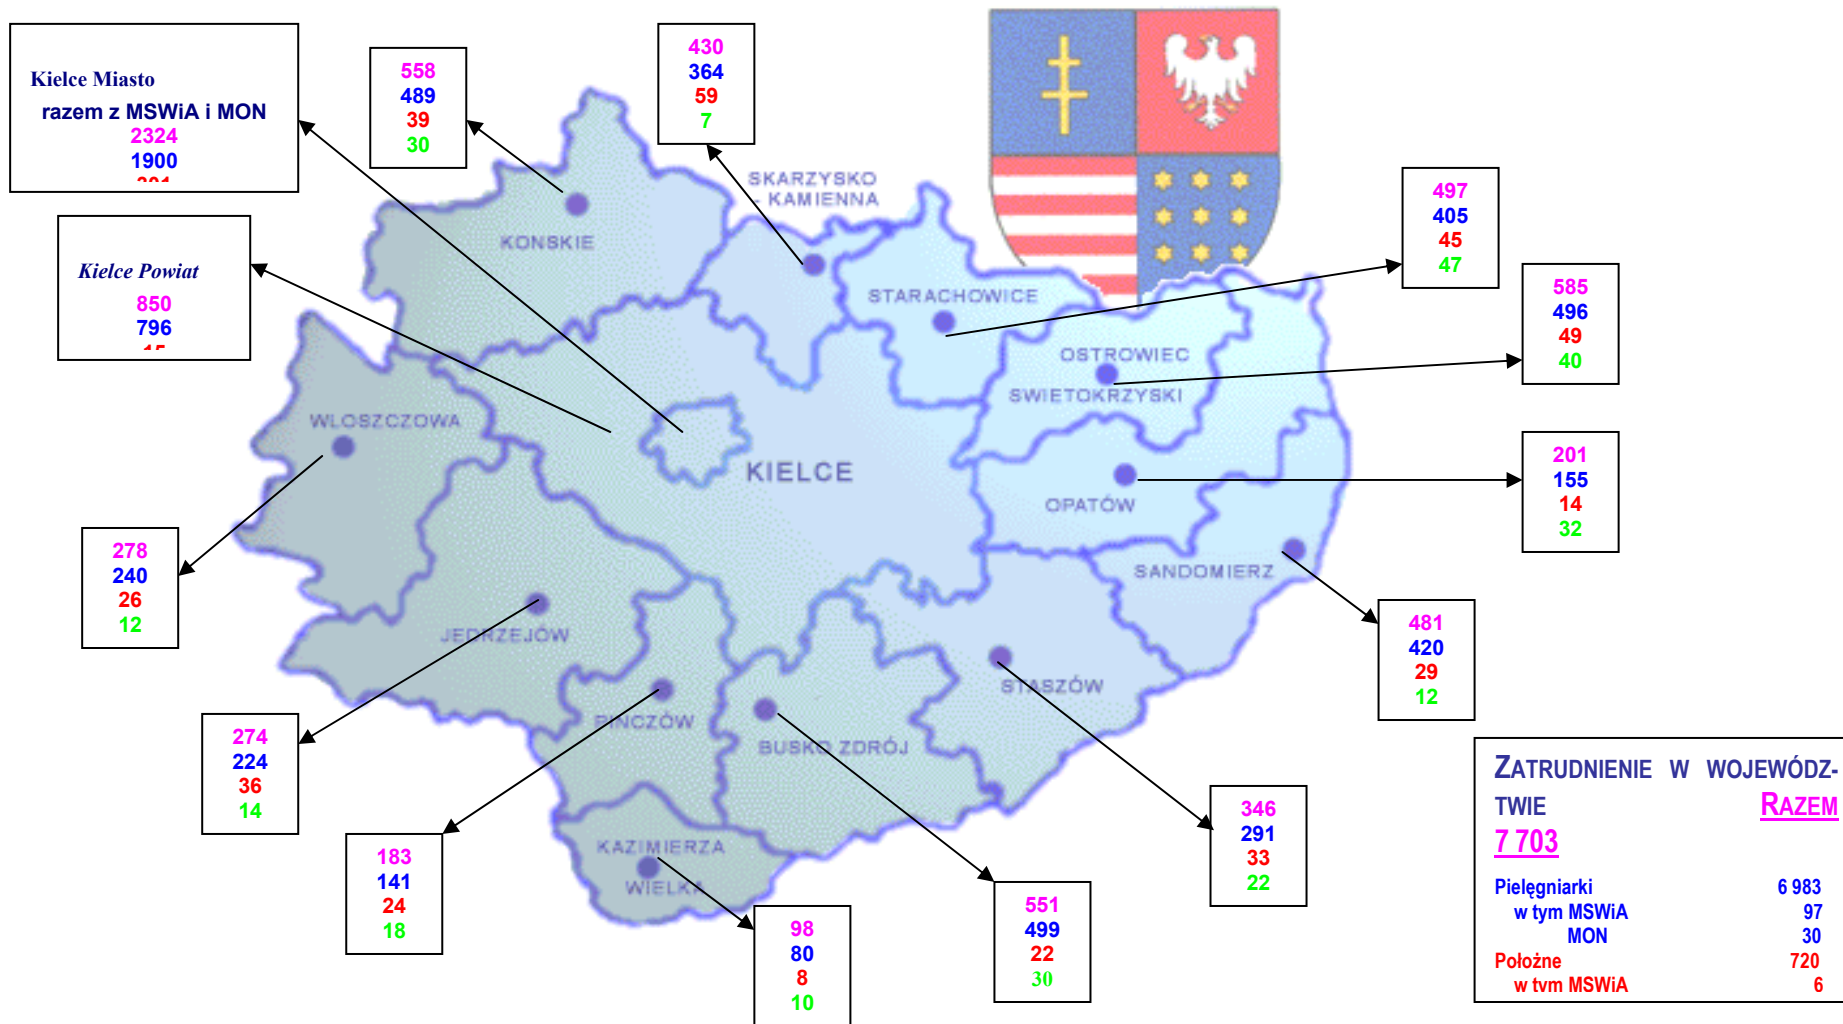 Kielce Miasto
razem z MSWiA i MON
2324
1900
558
489
39
30
430
364
59
7
SKARZYSKO
- KAMIENNA
KONSKIE
497
405
45
47
Kielce Powiat
850
796
STARACHOWICE
585
496
49
40
OSTROWIEC
SWIETOKRZYSKI
WLOSZCZOWA
KIELCE
201
155
14
32
OPATÓW
278
240
26
12
SANDOMIERZ
481
420
29
12
JEDRZEJÓW
STASZÓW
PINCZÓW
BUSKO ZDRÓJ
274
224
36
14
346
291
33
22
183
141
24
18
KAZIMIERZA
WIELKA
98
80
8
10
551
499
22
30
ZATRUDNIENIE W WOJEWÓDZ-
TWIE RAZEM
7 703
Pielęgniarki 6 983
w tym MSWiA 97
MON 30
Położne 720
w tym MSWiA 6